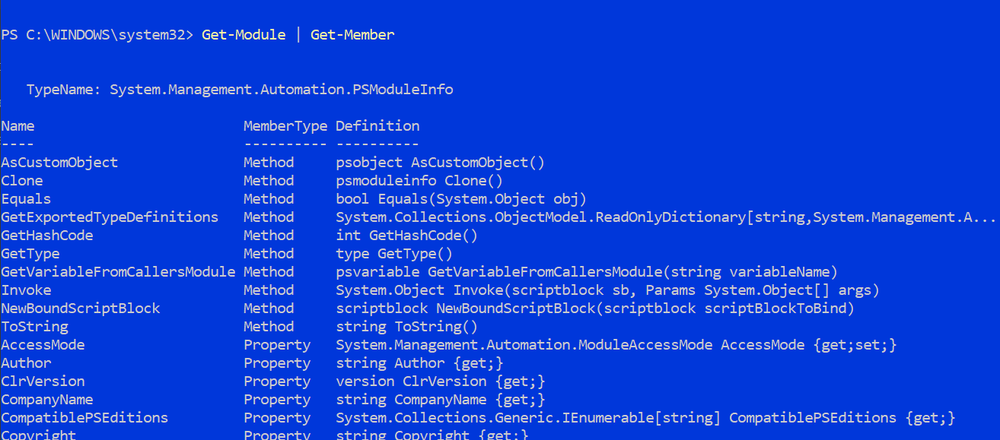 PS C:\WINDOWS\system32> Get-Module | Get-Member
TypeName: System.Management.Automation.PSModuleInfo
Name MemberType Definition
---- ---------- ----------
AsCustomObject Method psobject AsCustomObject()
Clone Method psmoduleinfo Clone()
Equals Method bool Equals(System.Object obj)
GetExportedTypeDefinitions Method System.Collections.ObjectModel.ReadOnlyDictionary[string,System.Management.A...
GetHashCode Method int GetHashCode()
GetType Method type GetType()
GetVariableFromCallersModule Method psvariable GetVariableFromCallersModule(string variableName)
Invoke Method System.Object Invoke(scriptblock sb, Params System.Object[] args)
NewBoundScriptBlock Method scriptblock NewBoundScriptBlock(scriptblock scriptBlockToBind)
ToString Method string ToString()
AccessMode Property System.Management.Automation.ModuleAccessMode AccessMode {get;set;}
Author Property string Author {get;}
ClrVersion Property version ClrVersion {get;}
CompanyName Property string CompanyName {get;}
CompatiblePSEditions Property System.Collections.Generic.IEnumerable[string] CompatiblePSEditions {get;}
Copyright Property string Copyright {get;}